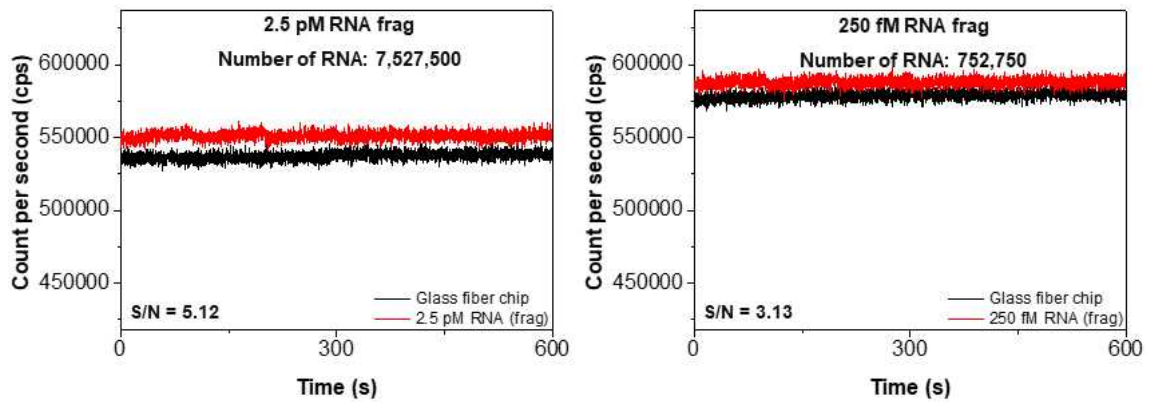 2.5 pM RNA frag
Number of RNA: 7,527,500
Count per second (cps)
600000
550000
500000
450000
S/N = 5.12
Glass fiber chip
2.5 pM RNA (frag)
0
300
600
Time (s)
250 fM RNA frag
Number of RNA: 752,750
Count per second (cps)
600000
550000
500000
450000
S/N = 3.13
Glass fiber chip
250 fM RNA (frag)
0
300
600
Time (s)